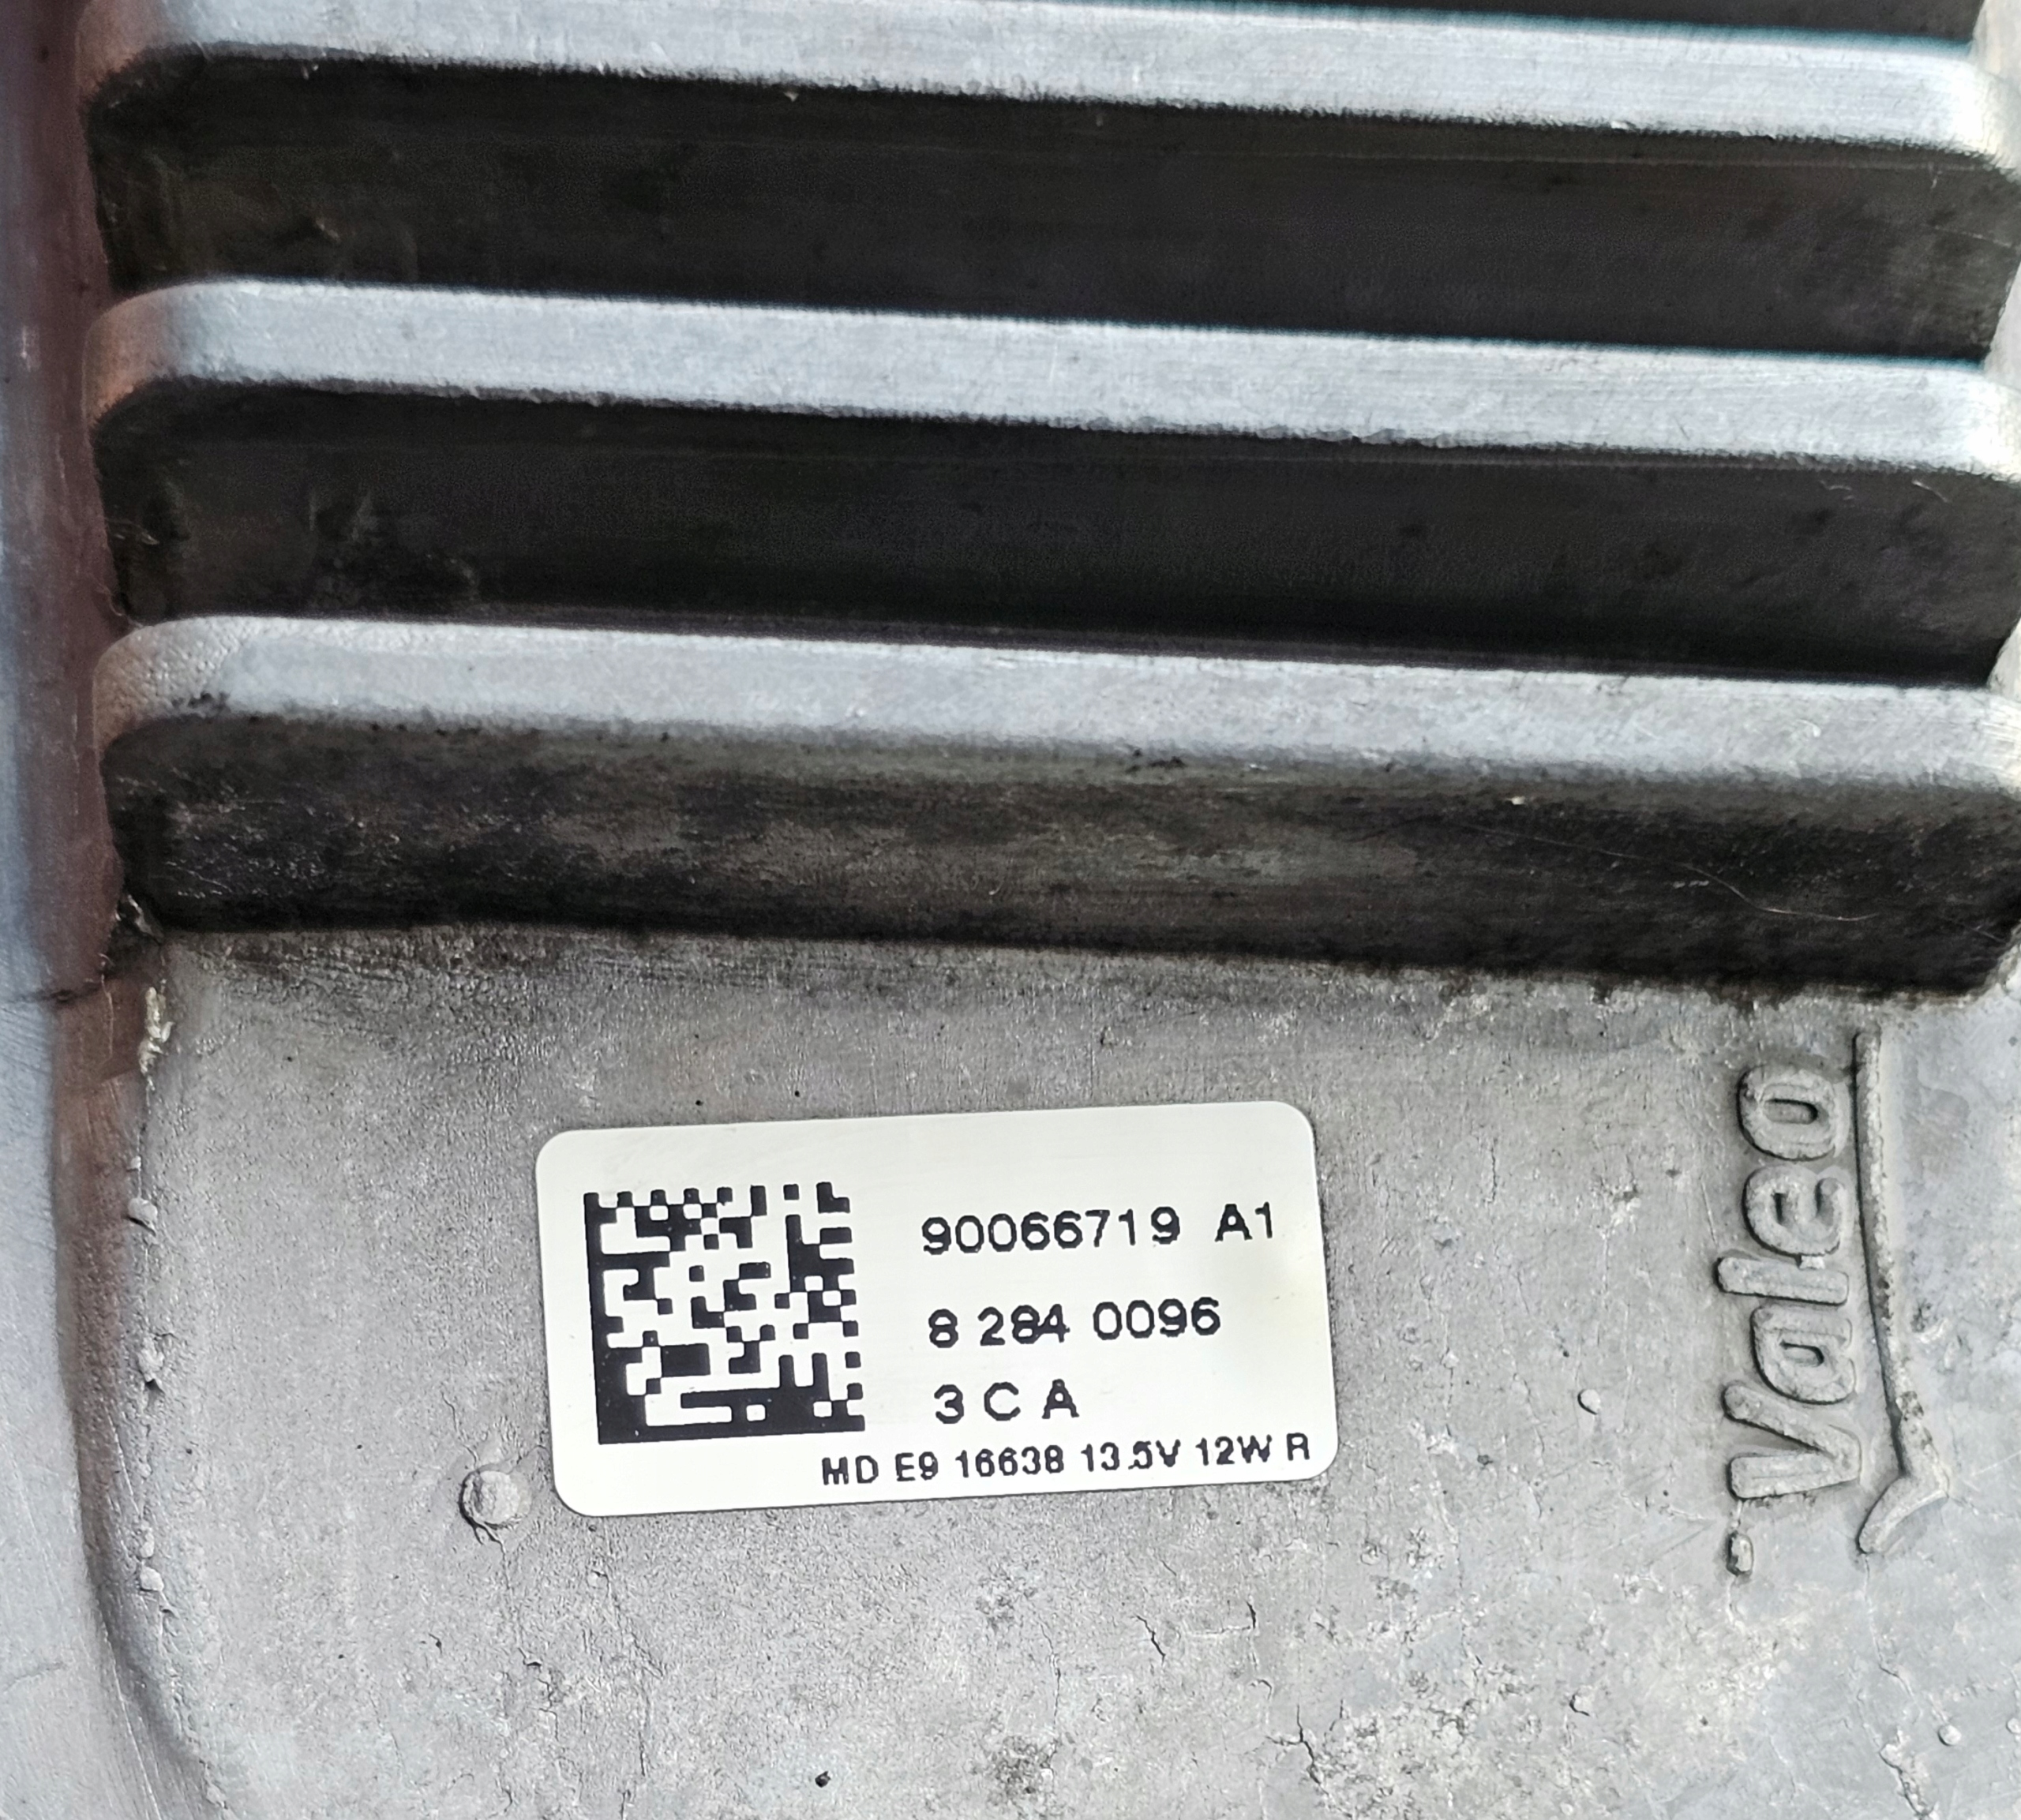 90066719 A1
8 284 0096
3 C A
MD E9 16638 13.5V 12W R
Valeo